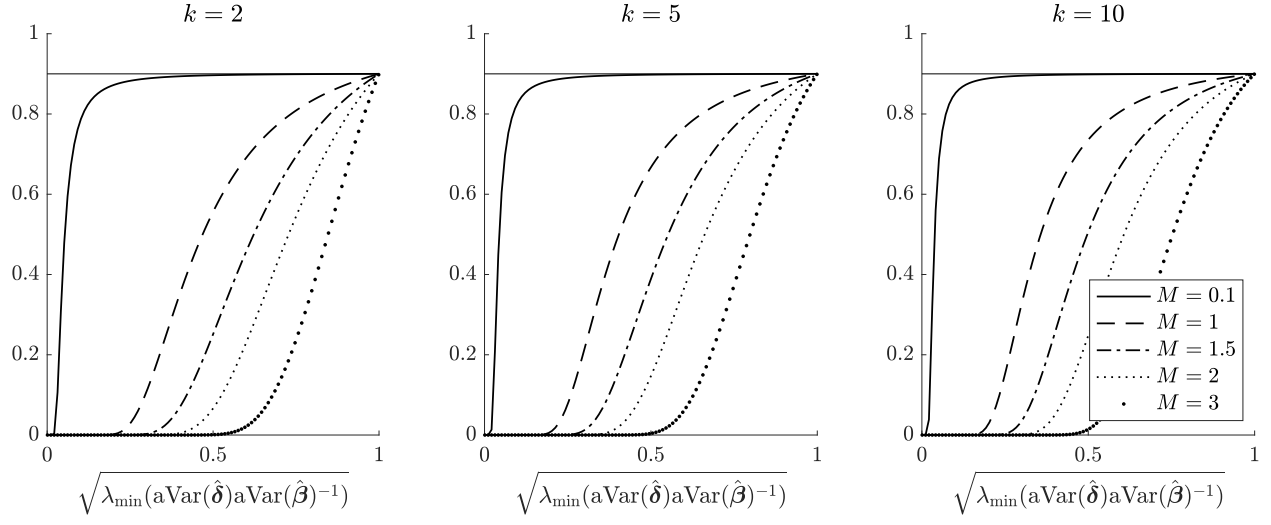 k = 2
k = 5
k = 10
1
0.8
0.6
0.4
0.2
0
0
0.5
1
√λmin(aVar(δ̂)aVar(β̂)⁻¹)
1
0.8
0.6
0.4
0.2
0
0
0.5
1
√λmin(aVar(δ̂)aVar(β̂)⁻¹)
1
0.8
0.6
0.4
0.2
0
0
0.5
1
√λmin(aVar(δ̂)aVar(β̂)⁻¹)
M = 0.1
M = 1
M = 1.5
M = 2
M = 3